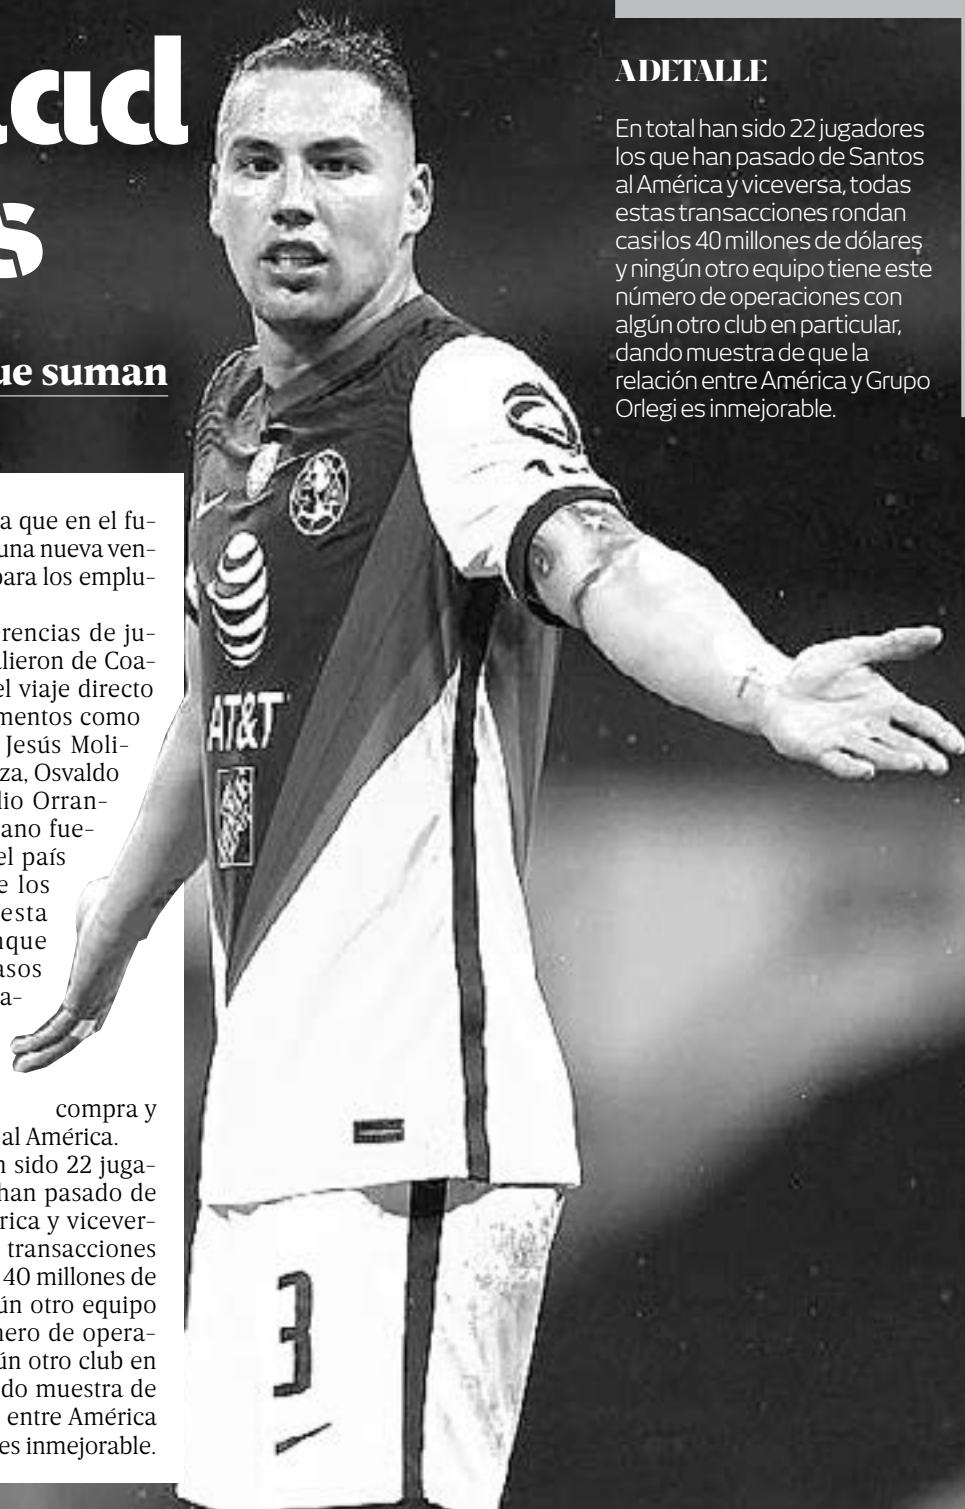 ad
s
ue suman
A DETALLE
En total han sido 22 jugadores
los que han pasado de Santos
al América y viceversa, todas
estas transacciones rondan
casi los 40 millones de dólares
y ningún otro equipo tiene este
número de operaciones con
algún otro club en particular,
dando muestra de que la
relación entre América y Grupo
Orlegi es inmejorable.
a que en el fu-
una nueva ven-
para los emplu-
rencias de ju-
lieron de Coa-
el viaje directo
mentos como
Jesús Moli-
za, Osvaldo
lio Orran-
ano fue-
el país
e los
esta
nque
asos
a-
compra y
al América.
n sido 22 juga-
han pasado de
rica y vicever-
transacciones
40 millones de
ún otro equipo
nero de opera-
ún otro club en
do muestra de
entre América
es inmejorable.
AT&T
3